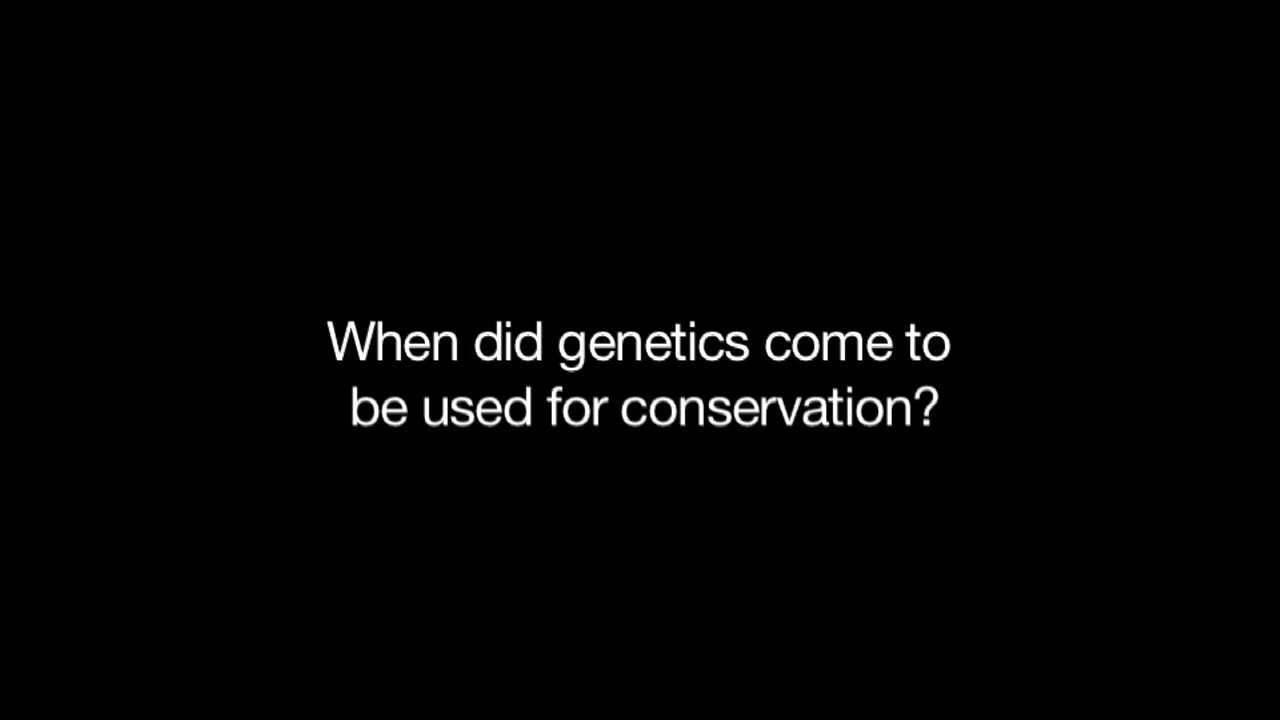 When did genetics come to
be used for conservation?